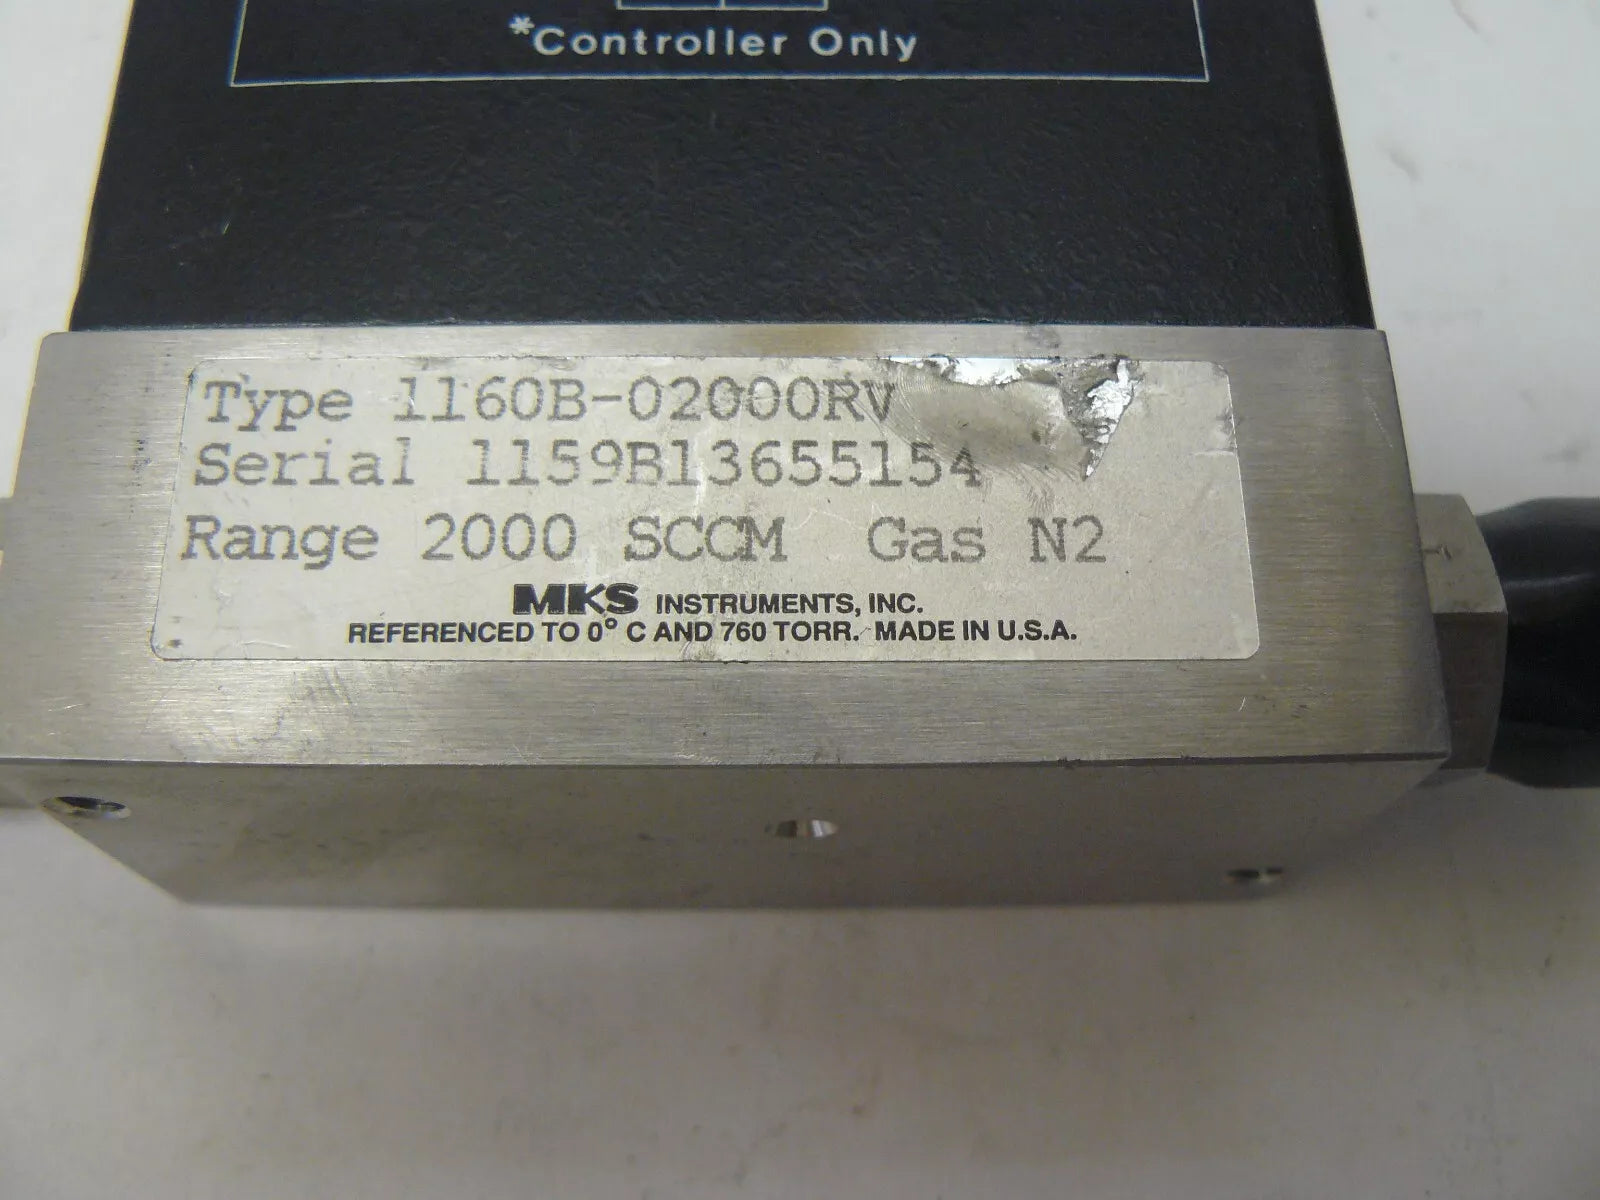 *Controller Only
Type 1160B-02000RV
Serial 1159B13655154
Range 2000 SCCM Gas N2
MKS INSTRUMENTS, INC.
REFERENCED TO 0° C AND 760 TORR. MADE IN U.S.A.